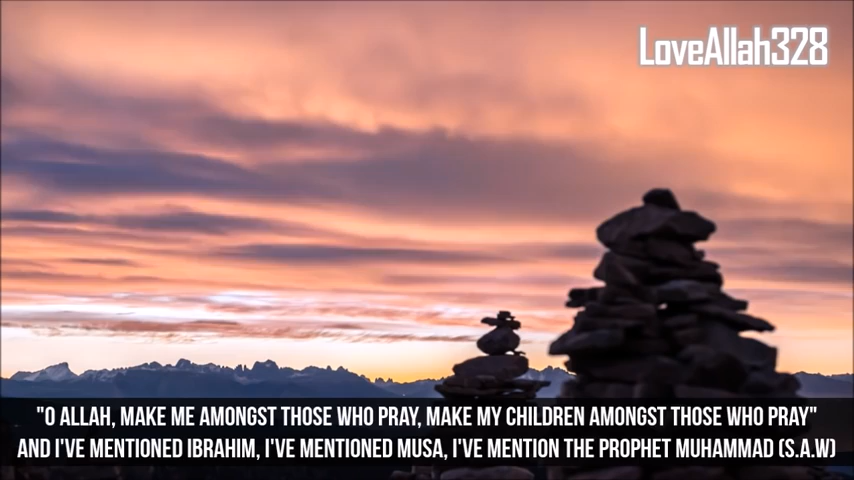 LoveAllah328
"O ALLAH, MAKE ME AMONGST THOSE WHO PRAY, MAKE MY CHILDREN AMONGST THOSE WHO PRAY"
AND I'VE MENTIONED IBRAHIM, I'VE MENTIONED MUSA, I'VE MENTION THE PROPHET MUHAMMAD (S.A.W)